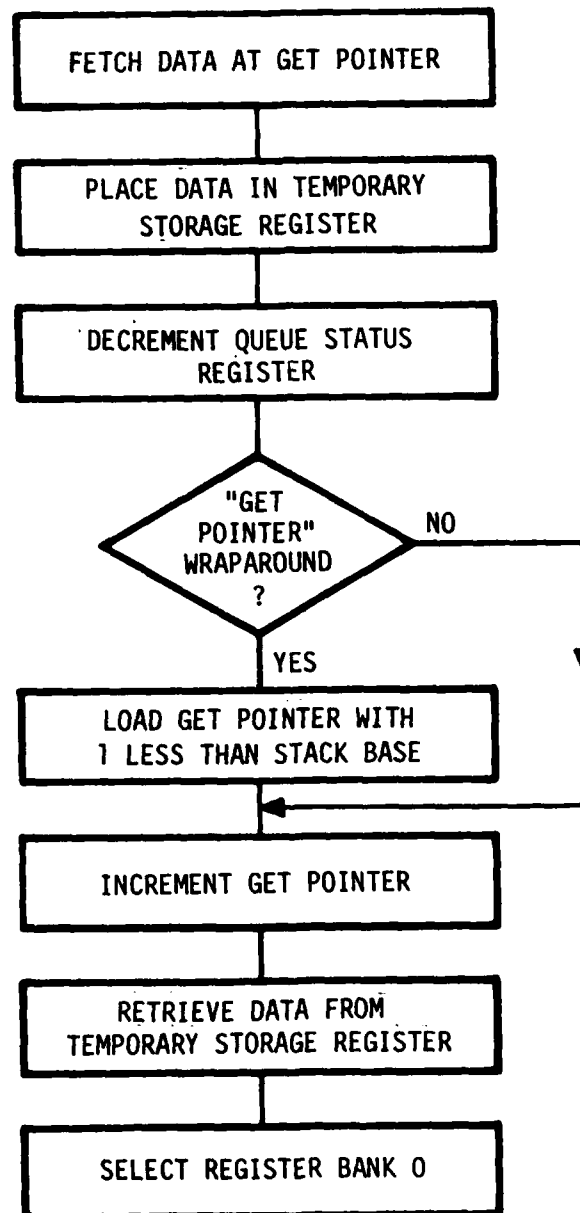 FETCH DATA AT GET POINTER
PLACE DATA IN TEMPORARY
STORAGE REGISTER
DECREMENT QUEUE STATUS
REGISTER
"GET
POINTER"
WRAPAROUND
?
NO
YES
LOAD GET POINTER WITH
1 LESS THAN STACK BASE
INCREMENT GET POINTER
RETRIEVE DATA FROM
TEMPORARY STORAGE REGISTER
SELECT REGISTER BANK 0